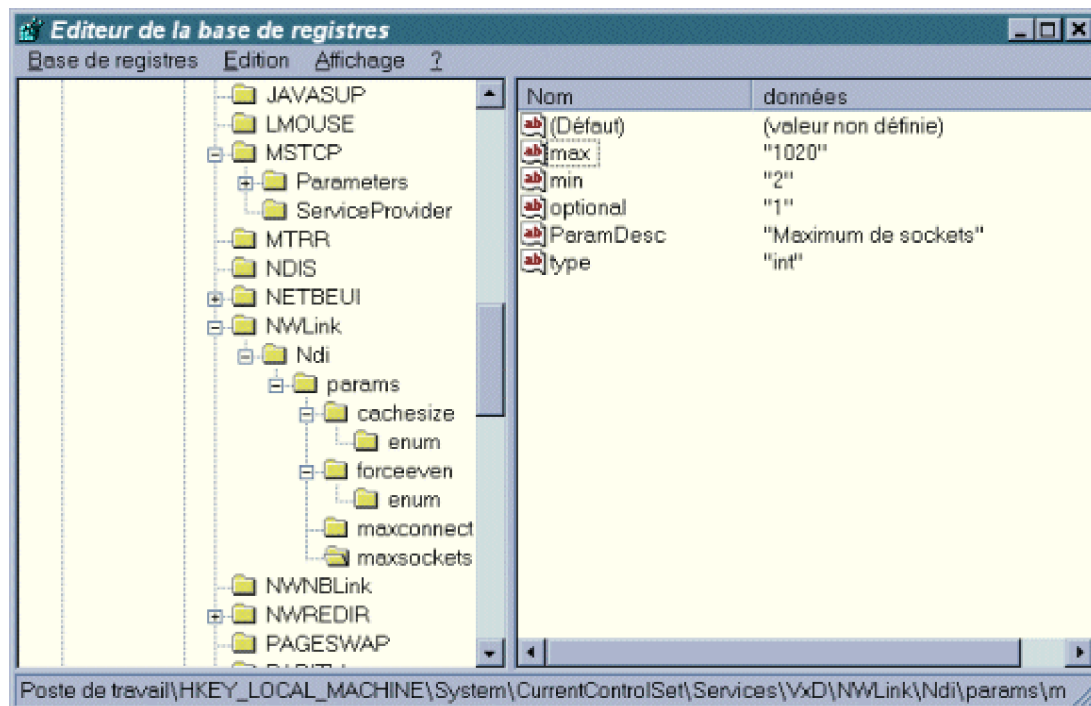 Editeur de la base de registres
Base de registres Edition Affichage ?
JAVASUP
LMOUSE
MSTCP
Parameters
ServiceProvider
MTRR
NDIS
NETBEUI
NWLink
Ndi
params
cachesize
enum
forceeven
enum
maxconnect
maxsockets
NWNBLink
NWREDIR
PAGESWAP
Nom données
(Défaut) (valeur non définie)
max "1020"
min "2"
optional "1"
ParamDesc "Maximum de sockets"
type "int"
Poste de travail\HKEY_LOCAL_MACHINE\System\CurrentControlSet\Services\VxD\NWLink\Ndi\params\m